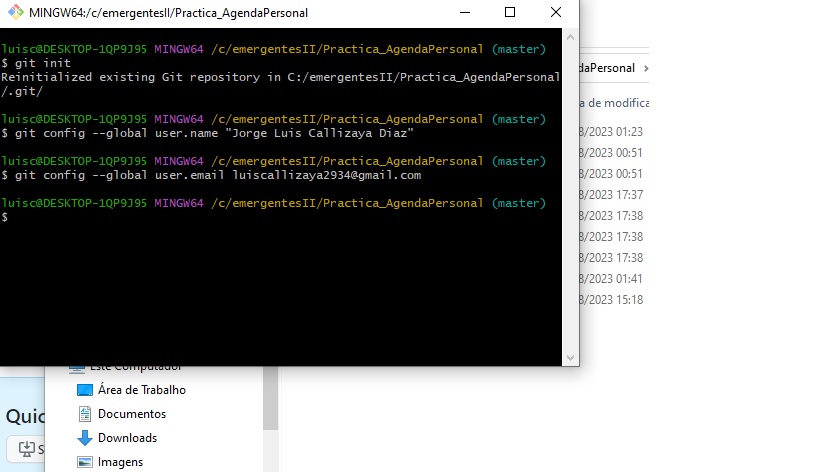 MINGW64:/c/emergentesII/Practica_AgendaPersonal
luisc@DESKTOP-1QP9J95 MINGW64 /c/emergentesII/Practica_AgendaPersonal (master)
$ git init
Reinitialized existing Git repository in C:/emergentesII/Practica_AgendaPersonal
/.git/
luisc@DESKTOP-1QP9J95 MINGW64 /c/emergentesII/Practica_AgendaPersonal (master)
$ git config --global user.name "Jorge Luis Callizaya Diaz"
luisc@DESKTOP-1QP9J95 MINGW64 /c/emergentesII/Practica_AgendaPersonal (master)
$ git config --global user.email luiscallizaya2934@gmail.com
luisc@DESKTOP-1QP9J95 MINGW64 /c/emergentesII/Practica_AgendaPersonal (master)
$
daPersonal
a de modifica
8/2023 01:23
8/2023 00:51
8/2023 00:51
8/2023 17:37
8/2023 17:38
8/2023 17:38
8/2023 17:38
8/2023 01:41
8/2023 15:18
Este Computador
Área de Trabalho
Documentos
Downloads
Imagens
Quic
S